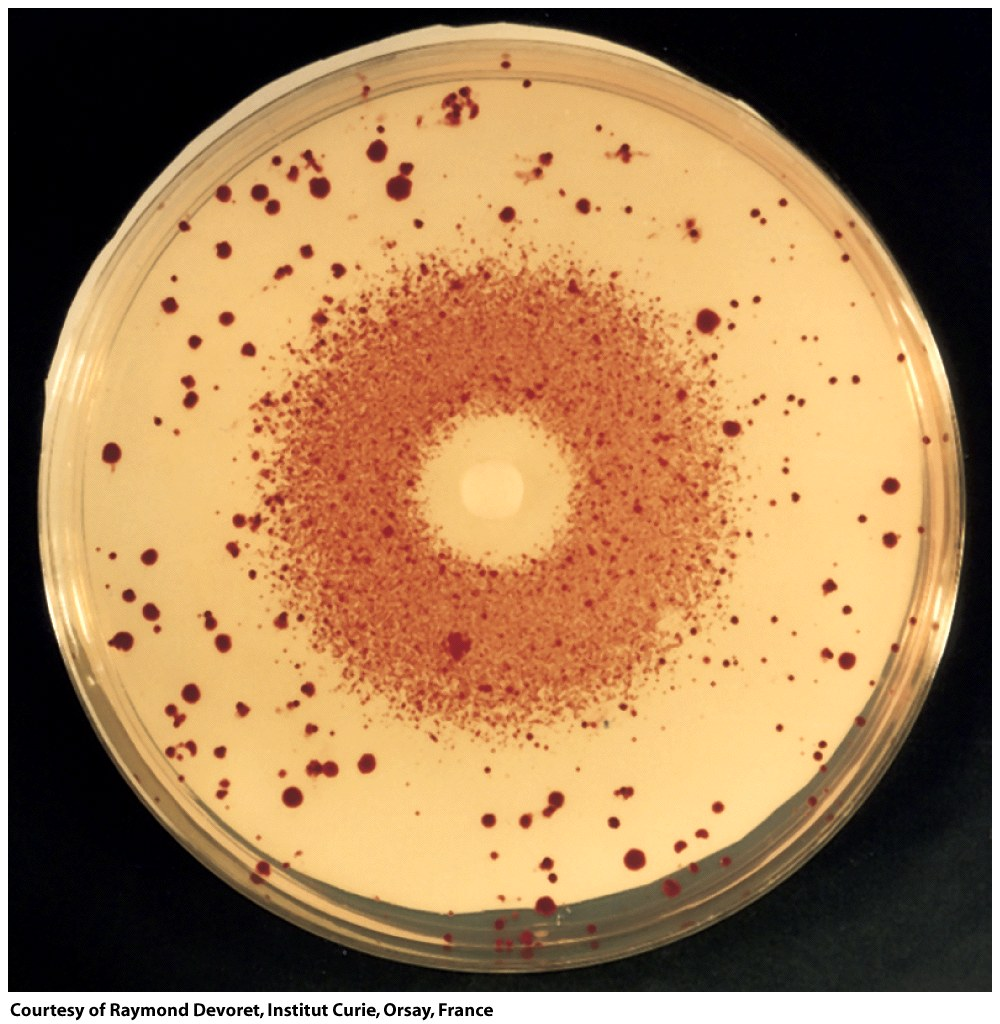 Courtesy of Raymond Devoret, Institut Curie, Orsay, France